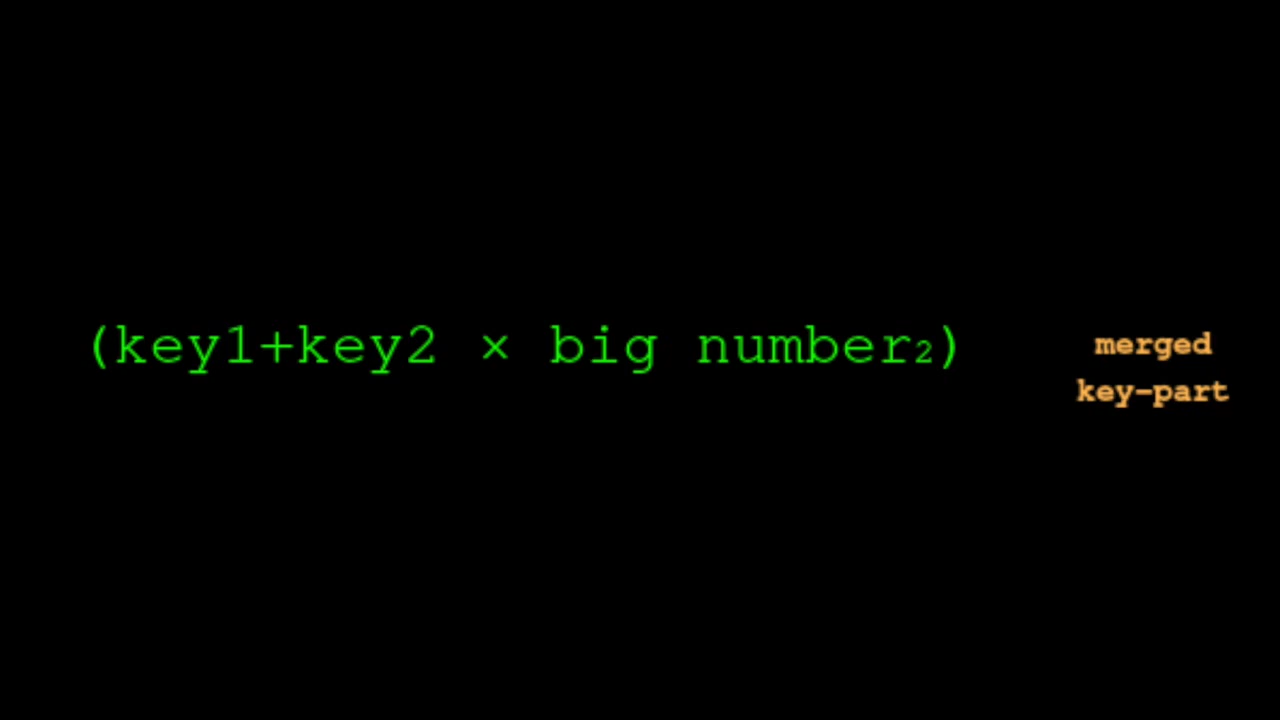 (key1+key2 × big number₂)
merged
key-part